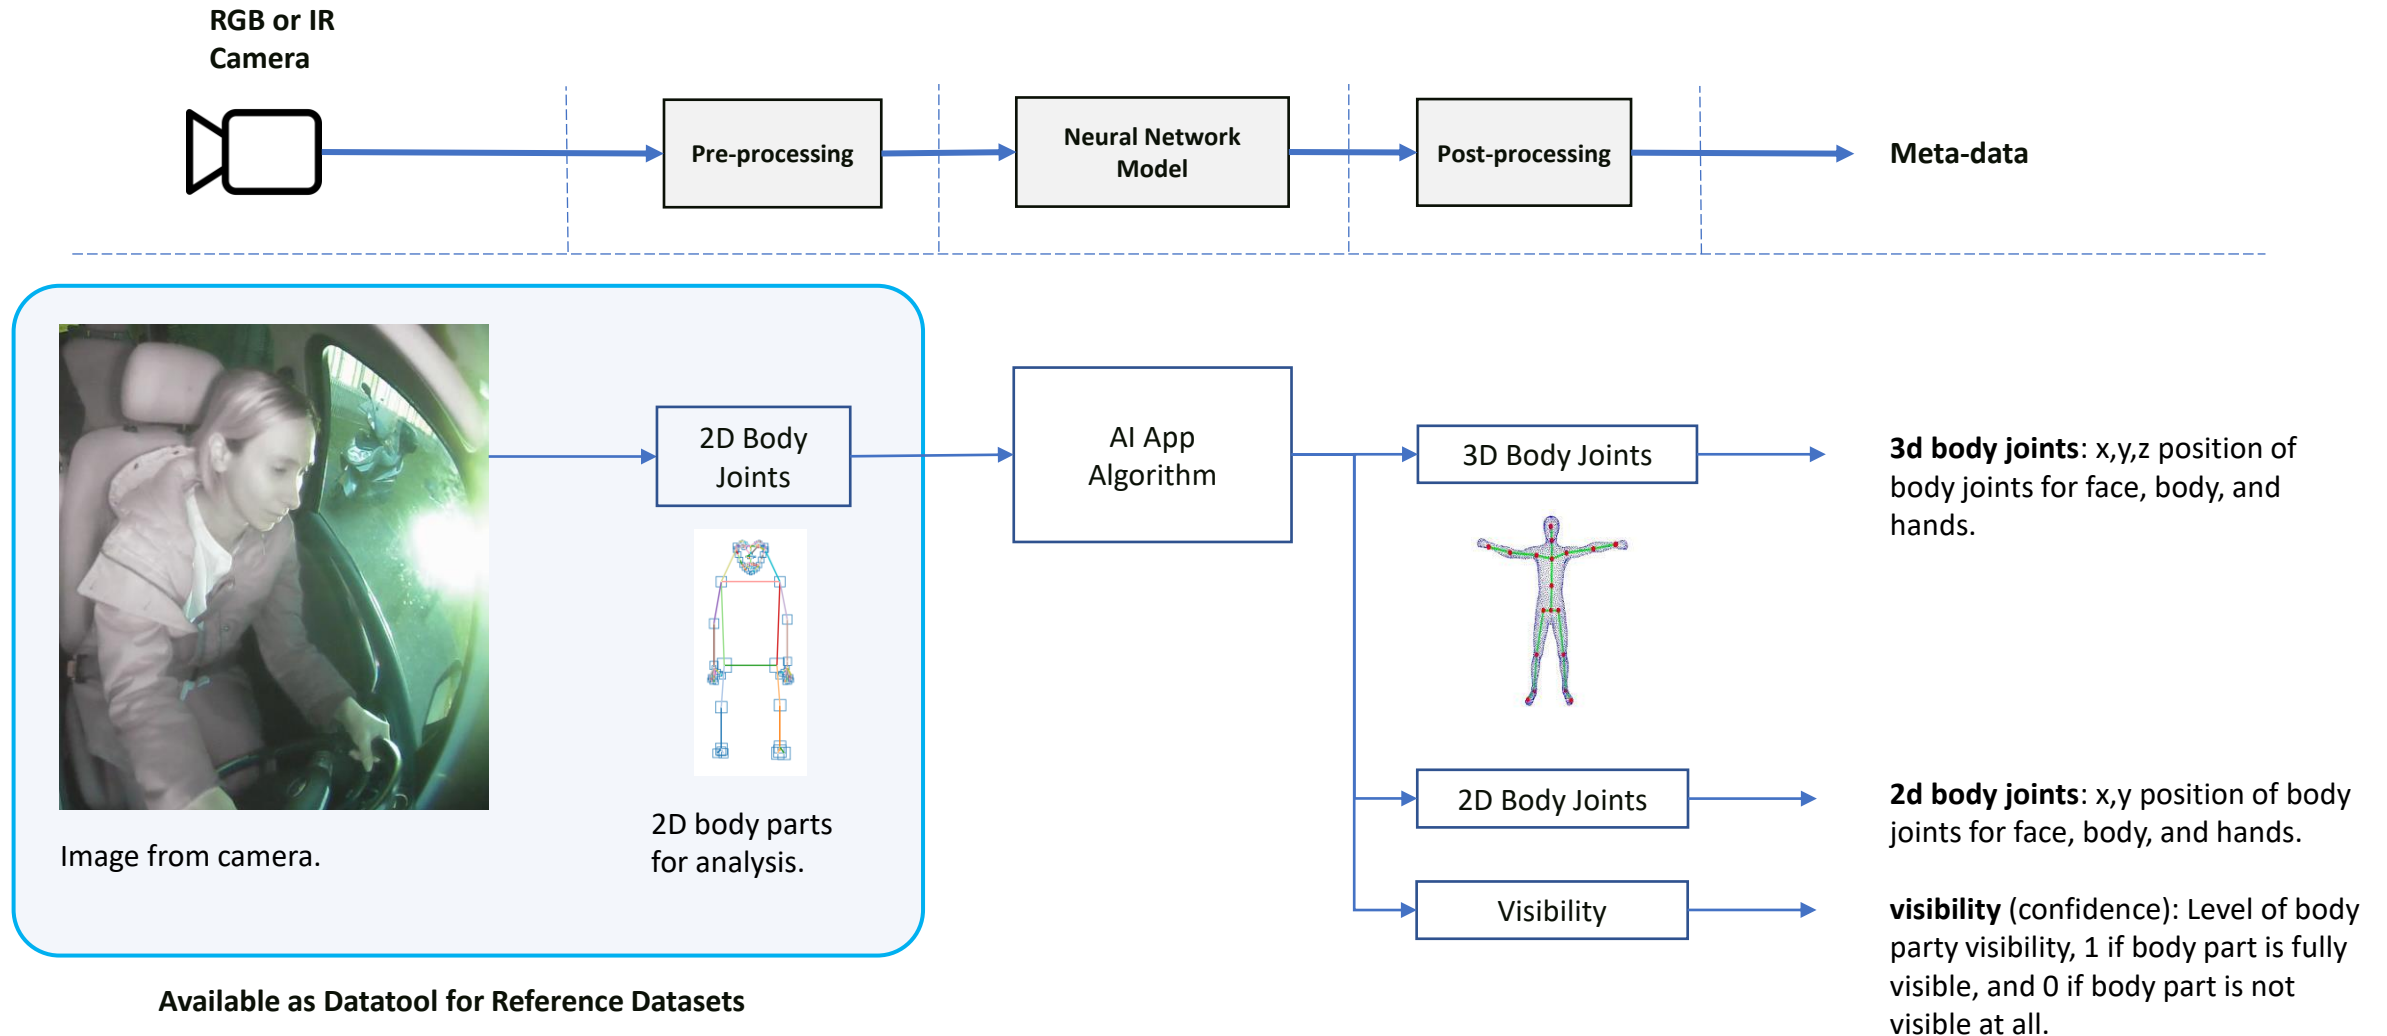 RGB or IR
Camera
Pre-processing
Neural Network
Model
Post-processing
Meta-data
2D Body
Joints
AI App
Algorithm
3D Body Joints
3d body joints: x,y,z position of
body joints for face, body, and
hands.
Image from camera.
2D body parts
for analysis.
2D Body Joints
2d body joints: x,y position of body
joints for face, body, and hands.
Visibility
visibility (confidence): Level of body
party visibility, 1 if body part is fully
visible, and 0 if body part is not
visible at all.
Available as Datatool for Reference Datasets